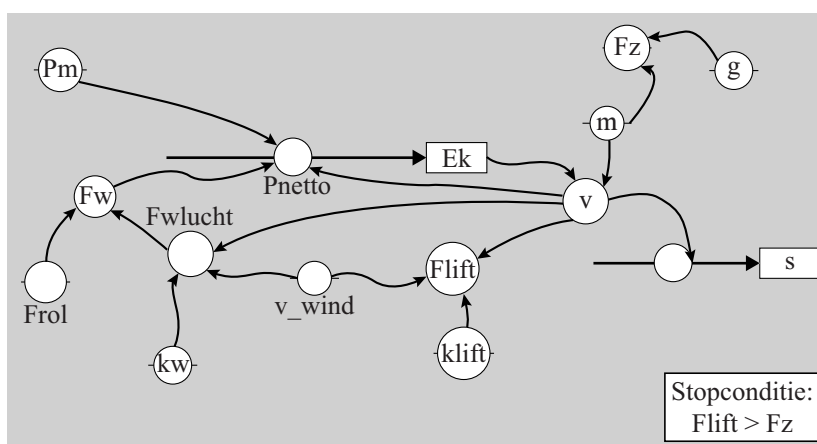 Pm
Fz
g
m
Ek
Pnetto
Fw
v
Fwlucht
Flift
s
Frol
v_wind
kw
klift
Stopconditie:
Flift > Fz